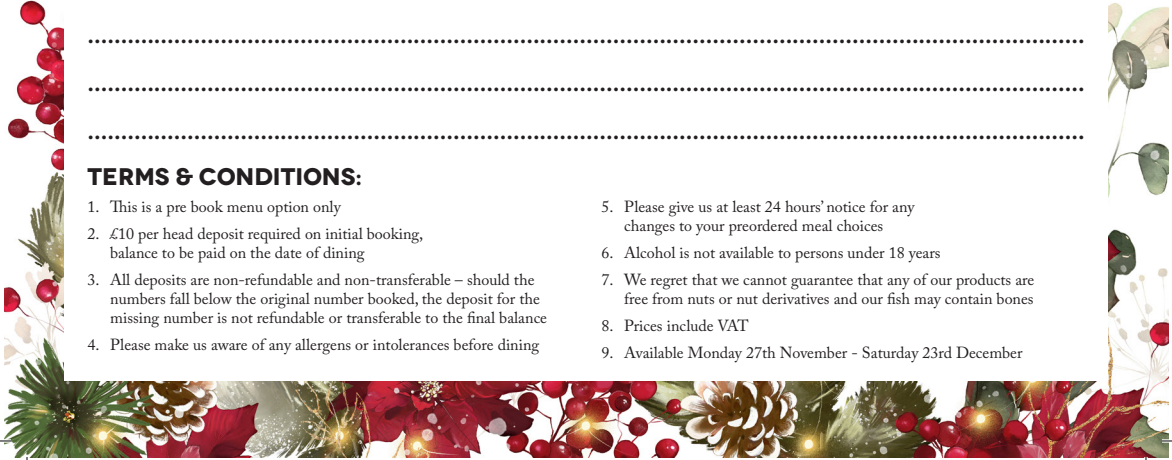 TERMS & CONDITIONS:
1. This is a pre book menu option only
2. £10 per head deposit required on initial booking,
balance to be paid on the date of dining
3. All deposits are non-refundable and non-transferable – should the
numbers fall below the original number booked, the deposit for the
missing number is not refundable or transferable to the final balance
4. Please make us aware of any allergens or intolerances before dining
5. Please give us at least 24 hours’ notice for any
changes to your preordered meal choices
6. Alcohol is not available to persons under 18 years
7. We regret that we cannot guarantee that any of our products are
free from nuts or nut derivatives and our fish may contain bones
8. Prices include VAT
9. Available Monday 27th November - Saturday 23rd December